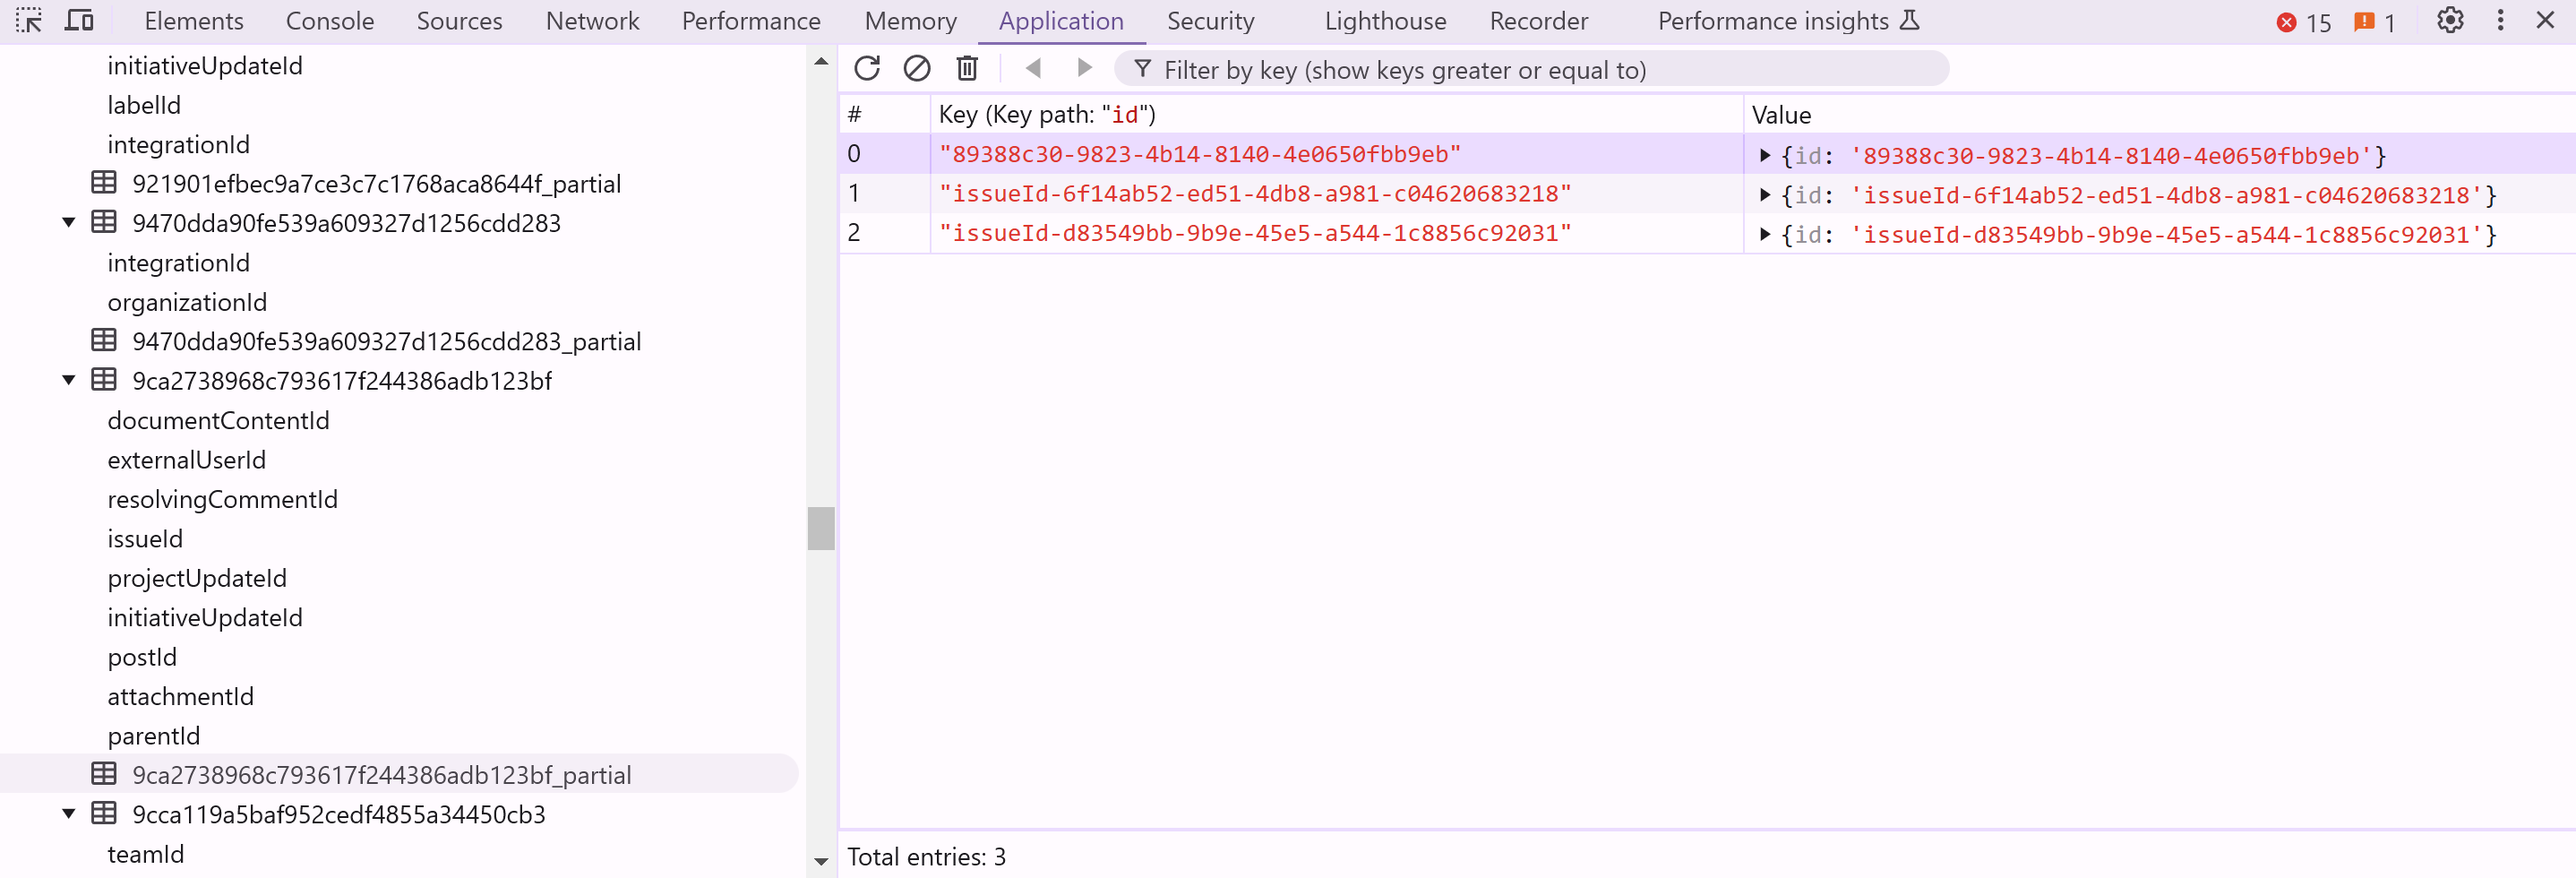 Elements Console Sources Network Performance Memory Application Security Lighthouse Recorder Performance insights 15 1
initiativeUpdateId
labelId
integrationId
921901efbec9a7ce3c7c1768aca8644f_partial
9470dda90fe539a609327d1256cdd283
integrationId
organizationId
9470dda90fe539a609327d1256cdd283_partial
9ca2738968c793617f244386adb123bf
documentContentId
externalUserId
resolvingCommentId
issueId
projectUpdateId
initiativeUpdateId
postId
attachmentId
parentId
9ca2738968c793617f244386adb123bf_partial
9cca119a5baf952cedf4855a34450cb3
teamId
Filter by key (show keys greater or equal to)
# Key (Key path: "id") Value
0 "89388c30-9823-4b14-8140-4e0650fbb9eb" {id: '89388c30-9823-4b14-8140-4e0650fbb9eb'}
1 "issueId-6f14ab52-ed51-4db8-a981-c04620683218" {id: 'issueId-6f14ab52-ed51-4db8-a981-c04620683218'}
2 "issueId-d83549bb-9b9e-45e5-a544-1c8856c92031" {id: 'issueId-d83549bb-9b9e-45e5-a544-1c8856c92031'}
Total entries: 3